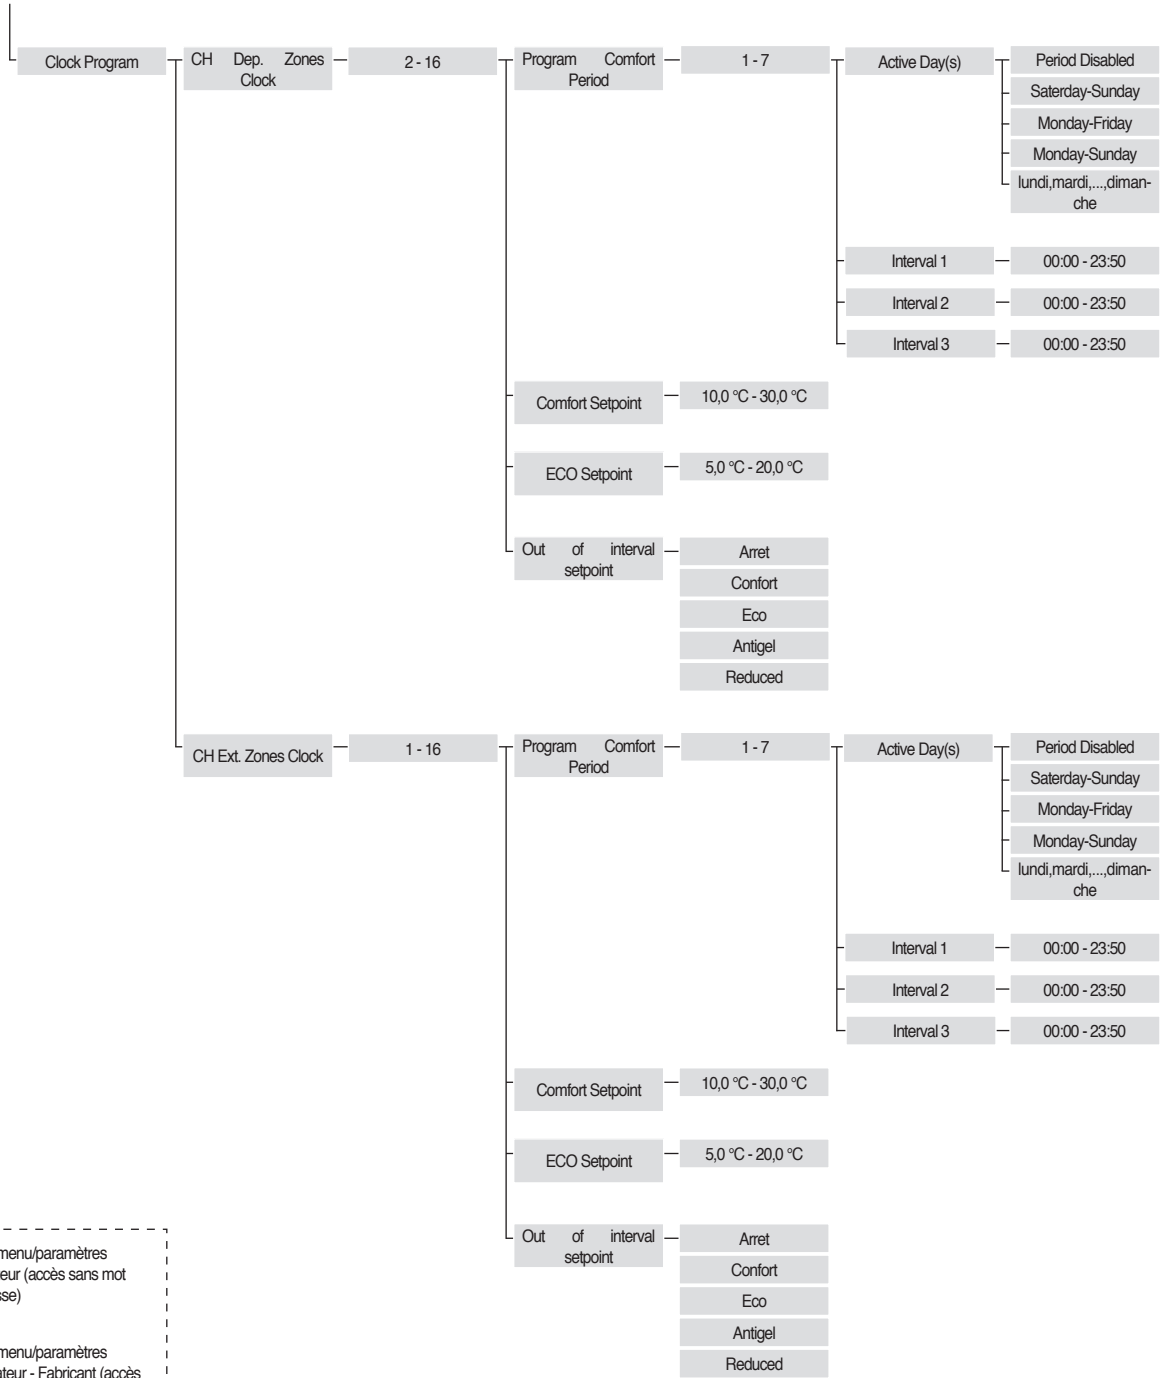 Clock Program
CH Dep. Zones
Clock
2 - 16
Program Comfort
Period
1 - 7
Active Day(s)
Period Disabled
Saterday-Sunday
Monday-Friday
Monday-Sunday
lundi,mardi,...,diman-
che
Interval 1
00:00 - 23:50
Interval 2
00:00 - 23:50
Interval 3
00:00 - 23:50
Comfort Setpoint
10,0 °C - 30,0 °C
ECO Setpoint
5,0 °C - 20,0 °C
Out of interval
setpoint
Arret
Confort
Eco
Antigel
Reduced
CH Ext. Zones Clock
1 - 16
Program Comfort
Period
1 - 7
Active Day(s)
Period Disabled
Saterday-Sunday
Monday-Friday
Monday-Sunday
lundi,mardi,...,diman-
che
Interval 1
00:00 - 23:50
Interval 2
00:00 - 23:50
Interval 3
00:00 - 23:50
Comfort Setpoint
10,0 °C - 30,0 °C
ECO Setpoint
5,0 °C - 20,0 °C
Out of interval
setpoint
Arret
Confort
Eco
Antigel
Reduced
menu/paramètres
eur (accès sans mot
sse)
menu/paramètres
ateur - Fabricant (accès